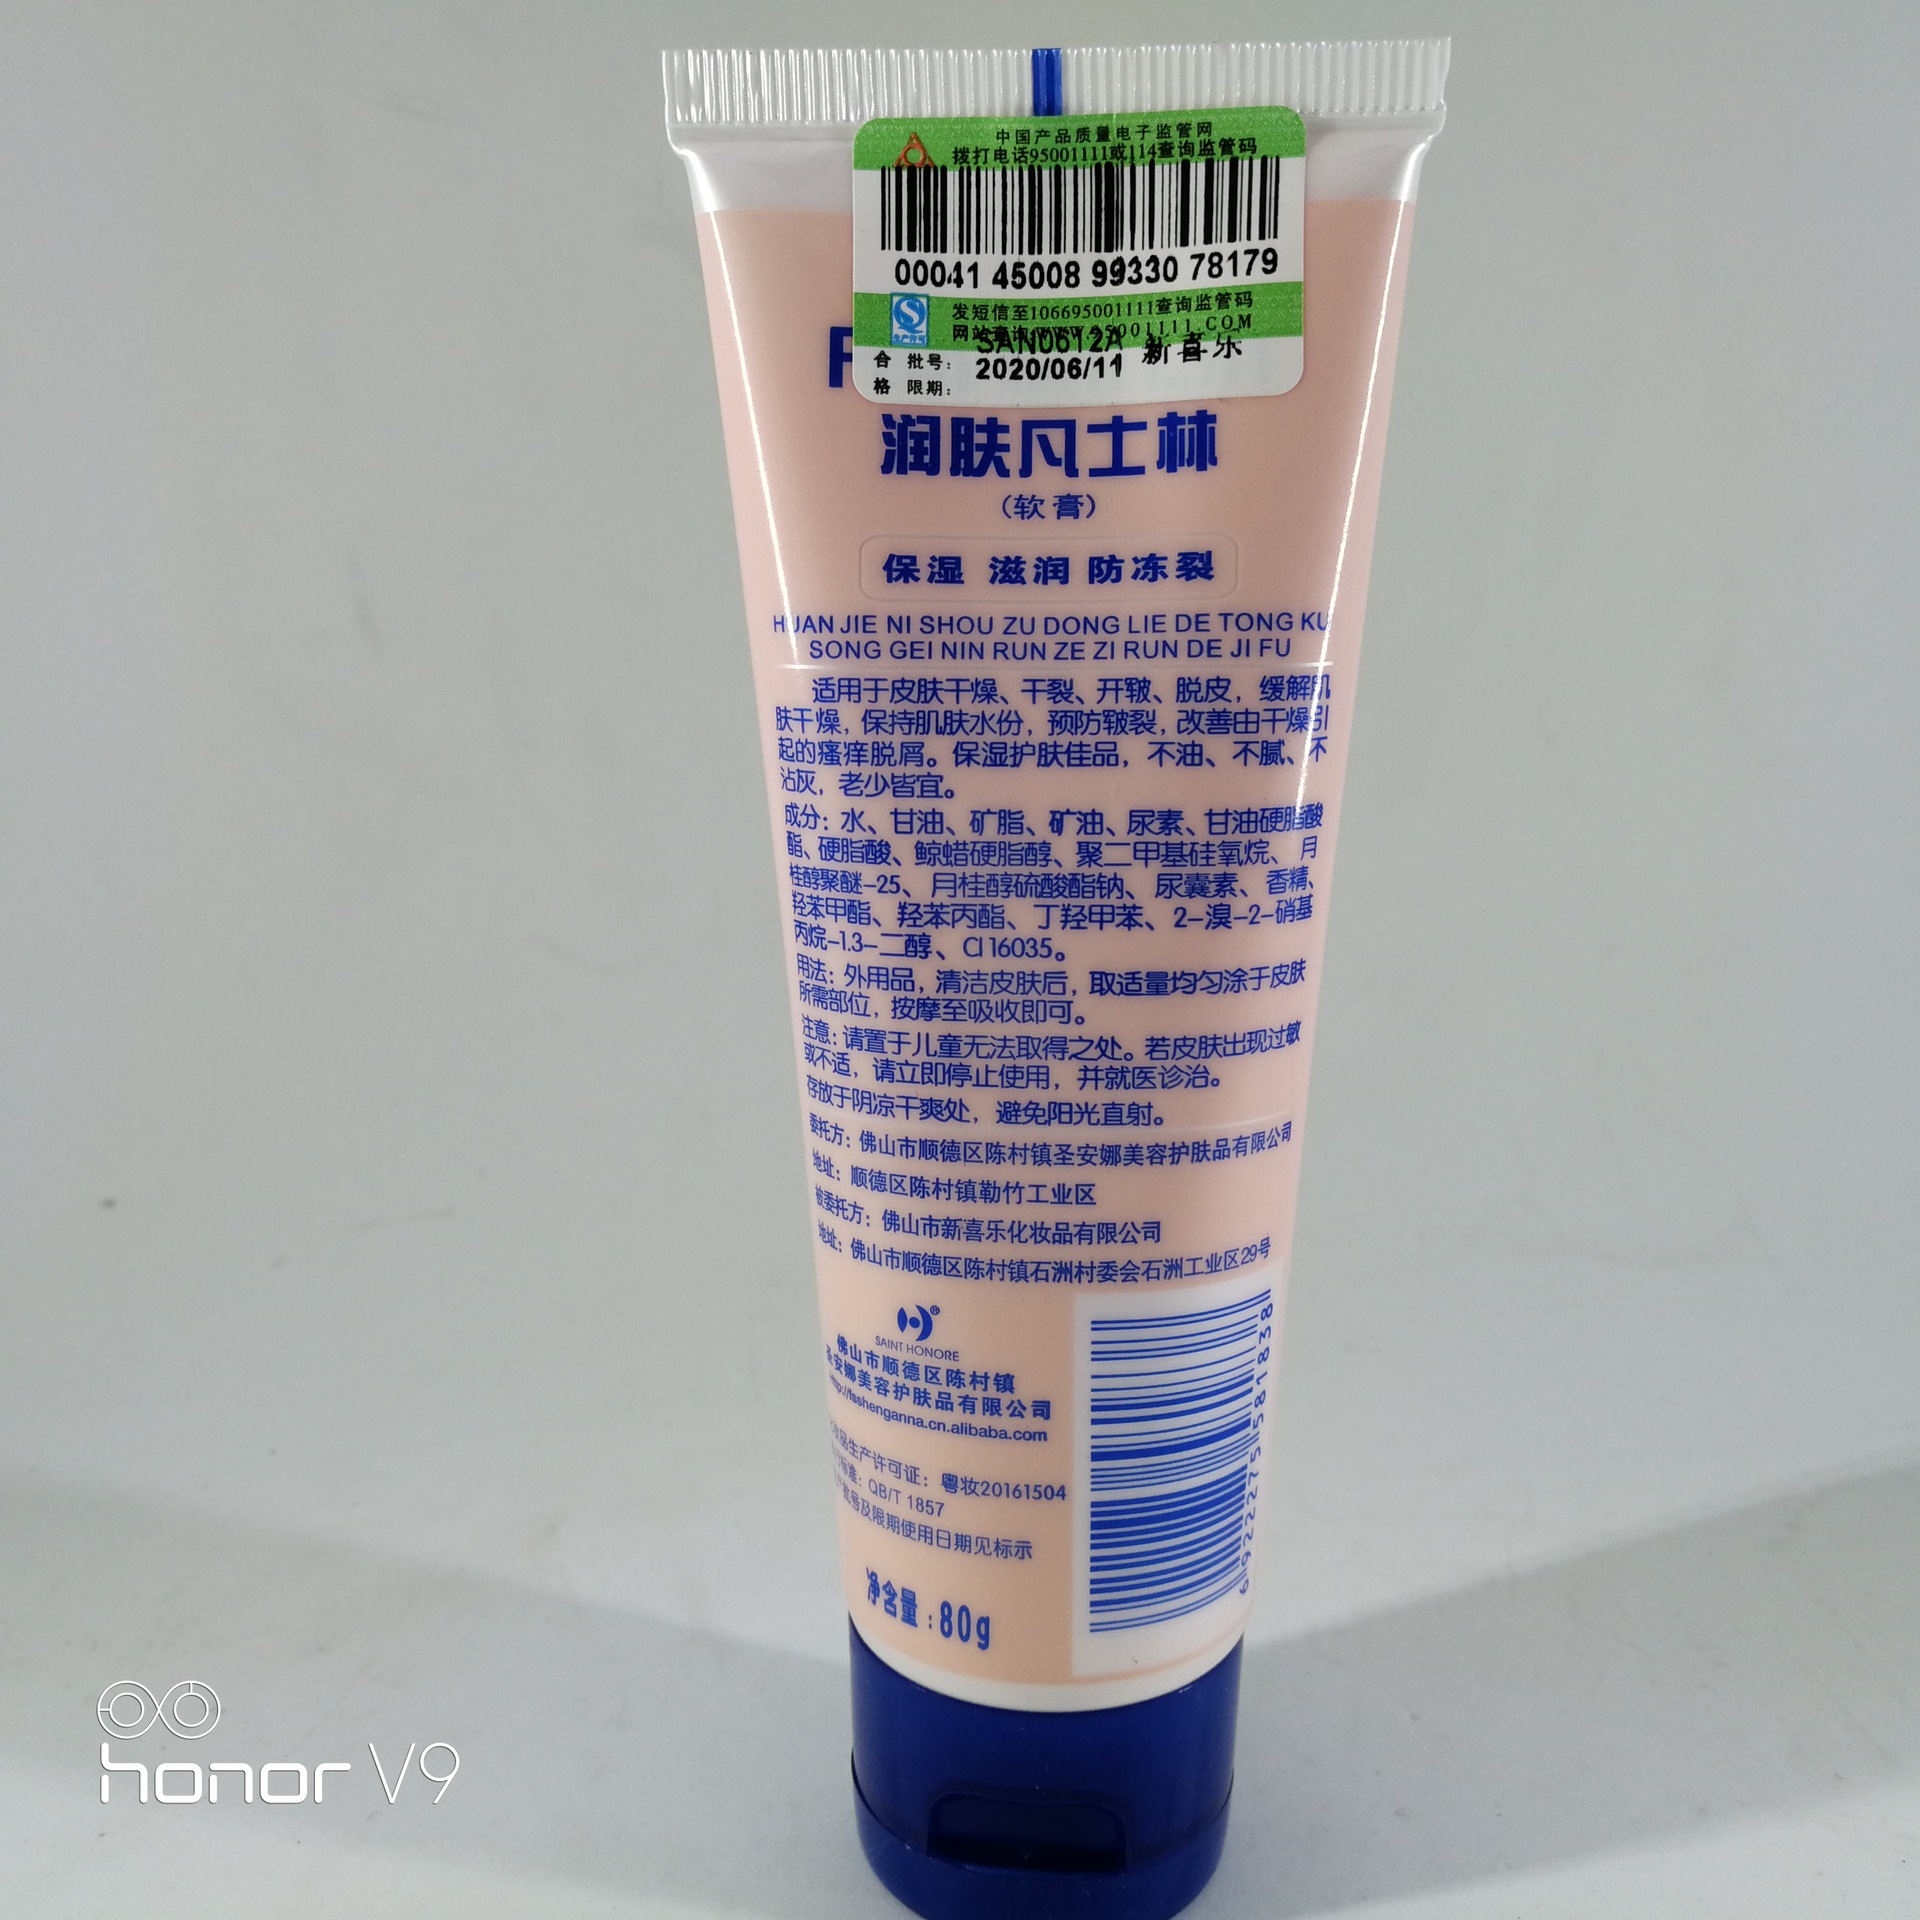 中国产品质量电子监管网
拨打电话95001111或114查询监管码
00041 45008 99330 78179
发短信至106695001111查询监管码
网站查询WWW.95001111.COM
合 批号: SAN0612A 新喜乐
格 限期: 2020/06/11
润肤凡士林
(软膏)
保湿 滋润 防冻裂
HUAN JIE NI SHOU ZU DONG LIE DE TONG KU
SONG GEI NIN RUN ZE ZI RUN DE JI FU
适用于皮肤干燥、干裂、开皲、脱皮，缓解肌
肤干燥，保持肌肤水份，预防皲裂，改善由干燥引
起的瘙痒脱屑。保湿护肤佳品，不油、不腻、不
沾灰，老少皆宜。
成分：水、甘油、矿脂、矿油、尿素、甘油硬脂酸
酯、硬脂酸、鲸蜡硬脂醇、聚二甲基硅氧烷、月
桂醇聚醚-25、月桂醇硫酸酯钠、尿囊素、香精、
羟苯甲酯、羟苯丙酯、丁羟甲苯、2-溴-2-硝基
丙烷-1.3-二醇、CI 16035。
用法：外用品，清洁皮肤后，取适量均匀涂于皮肤
所需部位，按摩至吸收即可。
注意：请置于儿童无法取得之处。若皮肤出现过敏
或不适，请立即停止使用，并就医诊治。
存放于阴凉干爽处，避免阳光直射。
委托方：佛山市顺德区陈村镇圣安娜美容护肤品有限公司
地址：顺德区陈村镇勒竹工业区
被委托方：佛山市新喜乐化妆品有限公司
地址：佛山市顺德区陈村镇石洲村委会石洲工业区29号
SAINT HONORE
佛山市顺德区陈村镇
圣安娜美容护肤品有限公司
http://fsshenganna.cn.alibaba.com
化妆品生产许可证：粤妆20161504
标准：QB/T 1857
批号及限期使用日期见标示
净含量：80g
6922275581838
honor V9